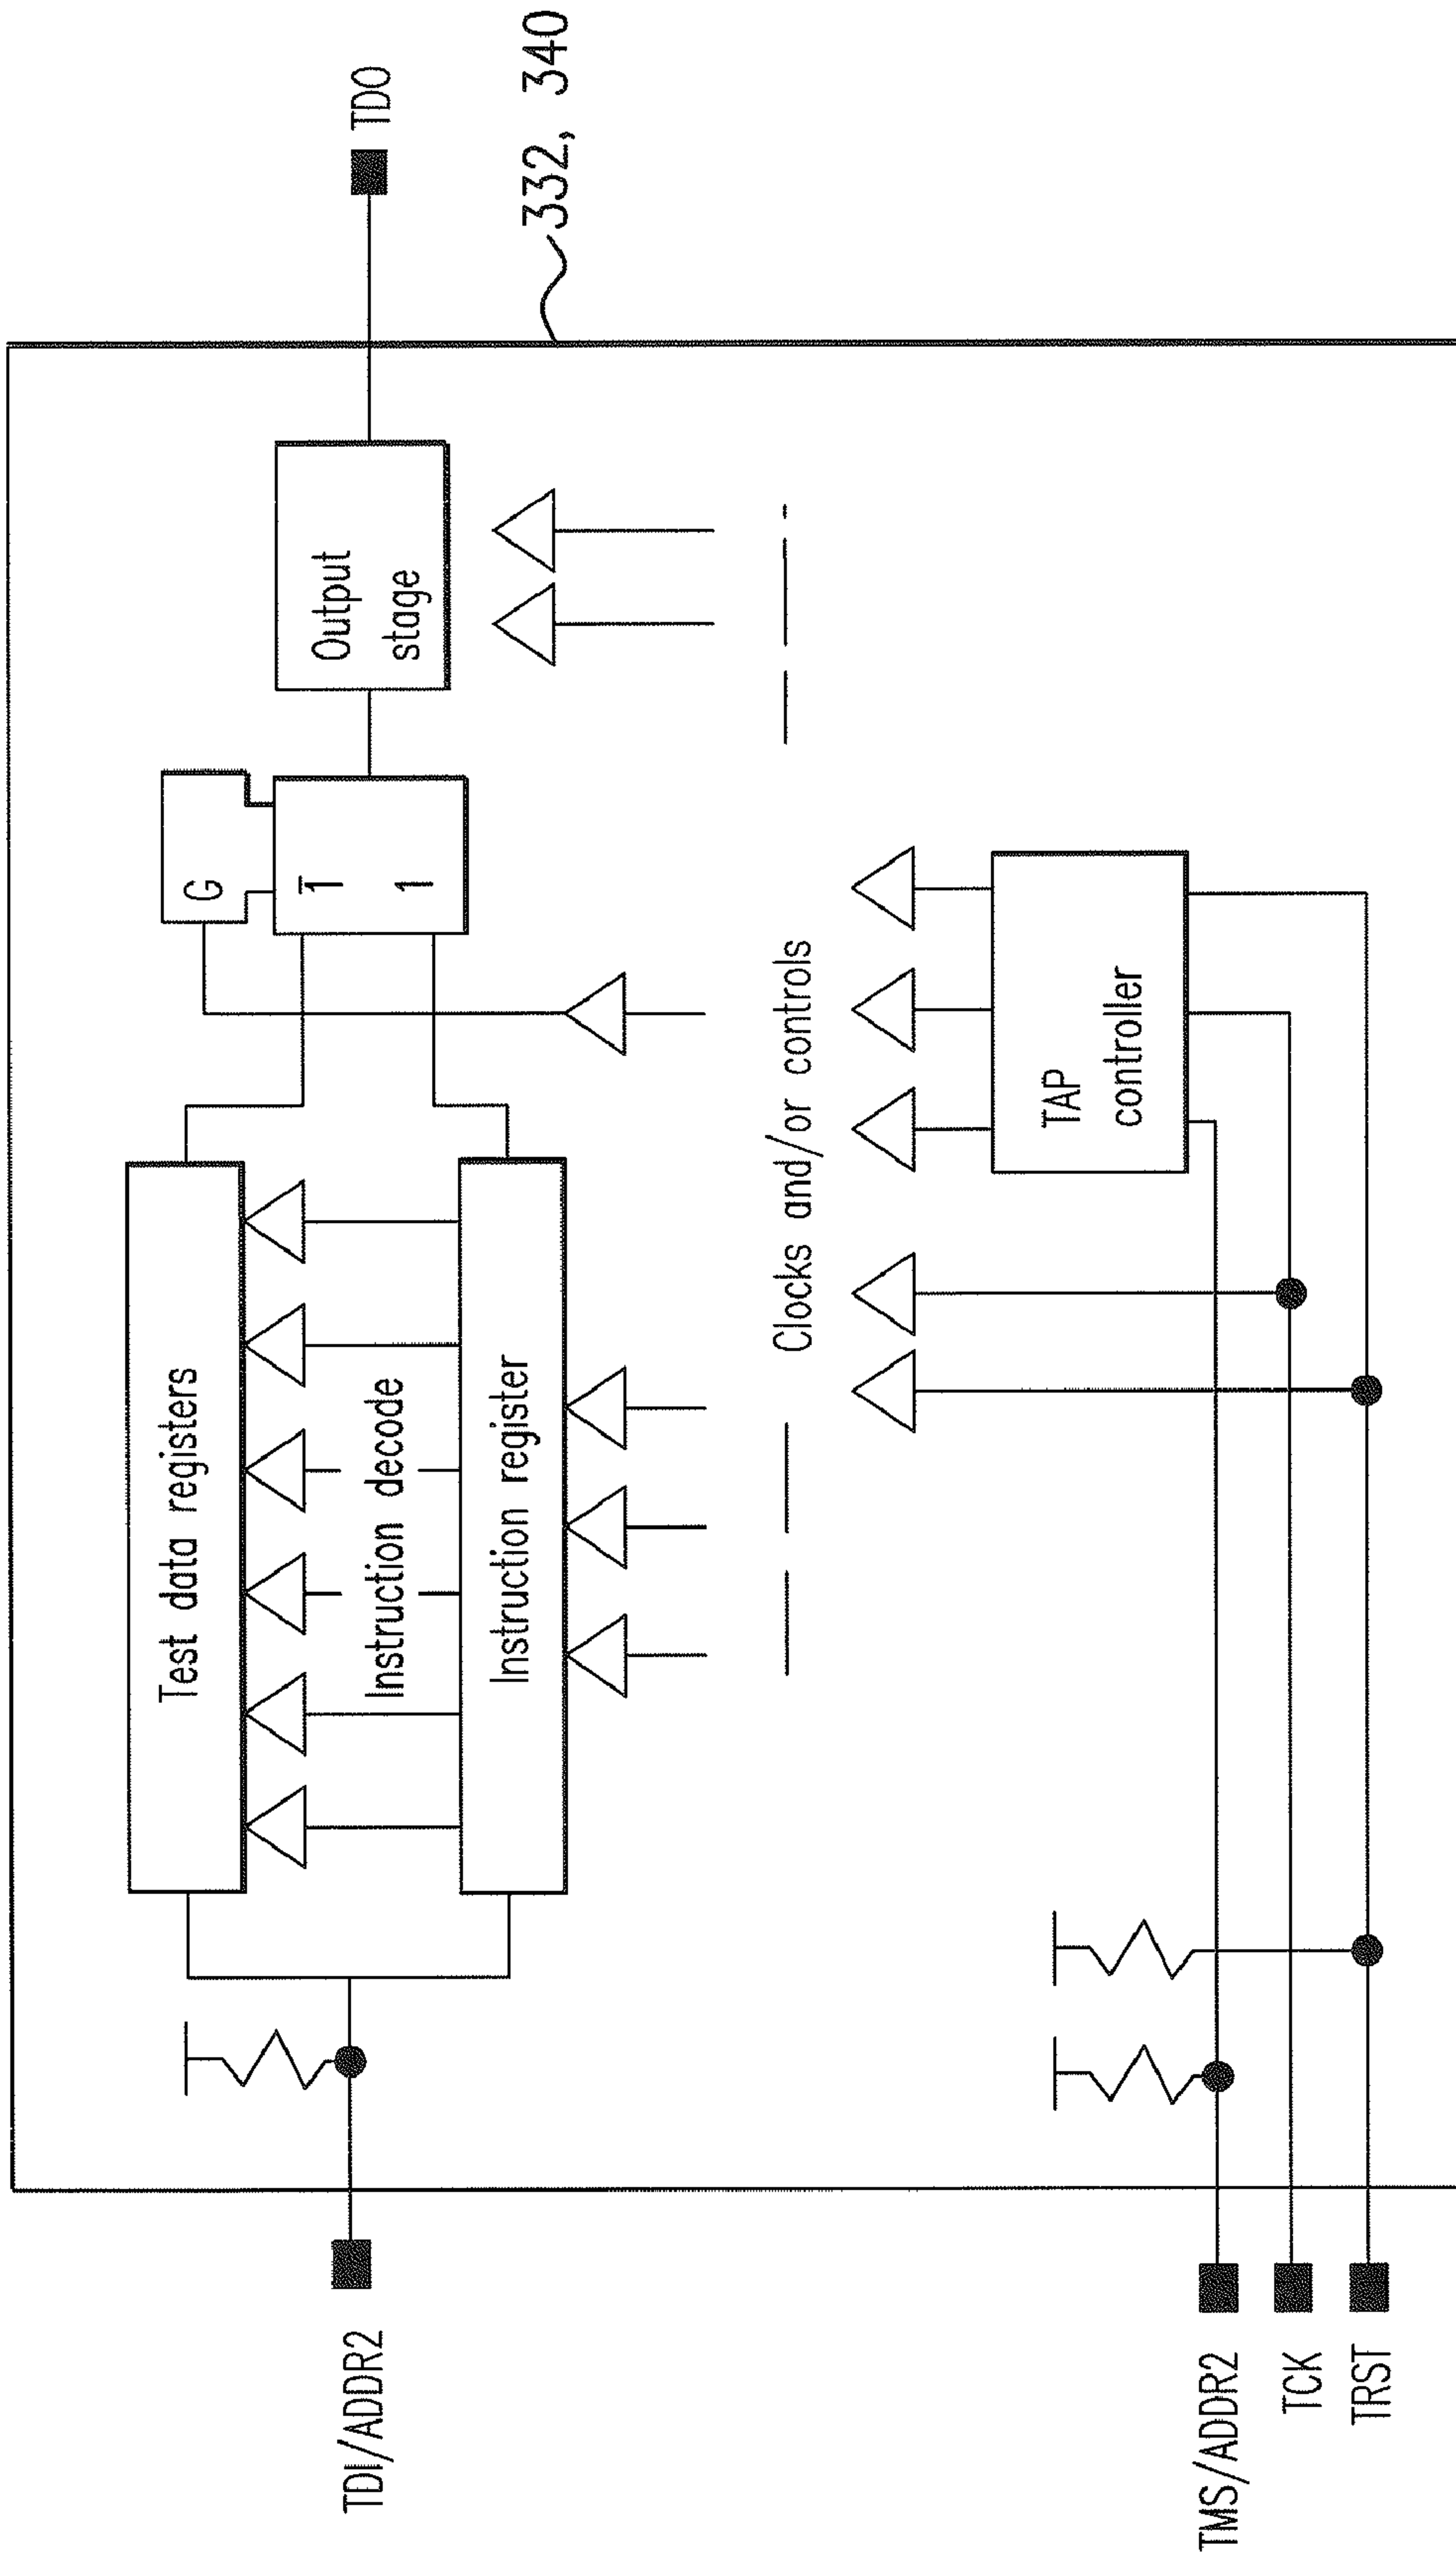 TDO
332, 340
Output
stage
G
1̅
1
Test data registers
Instruction decode
Instruction register
Clocks and/or controls
TAP
controller
TDI/ADDR2
TMS/ADDR2
TCK
TRST